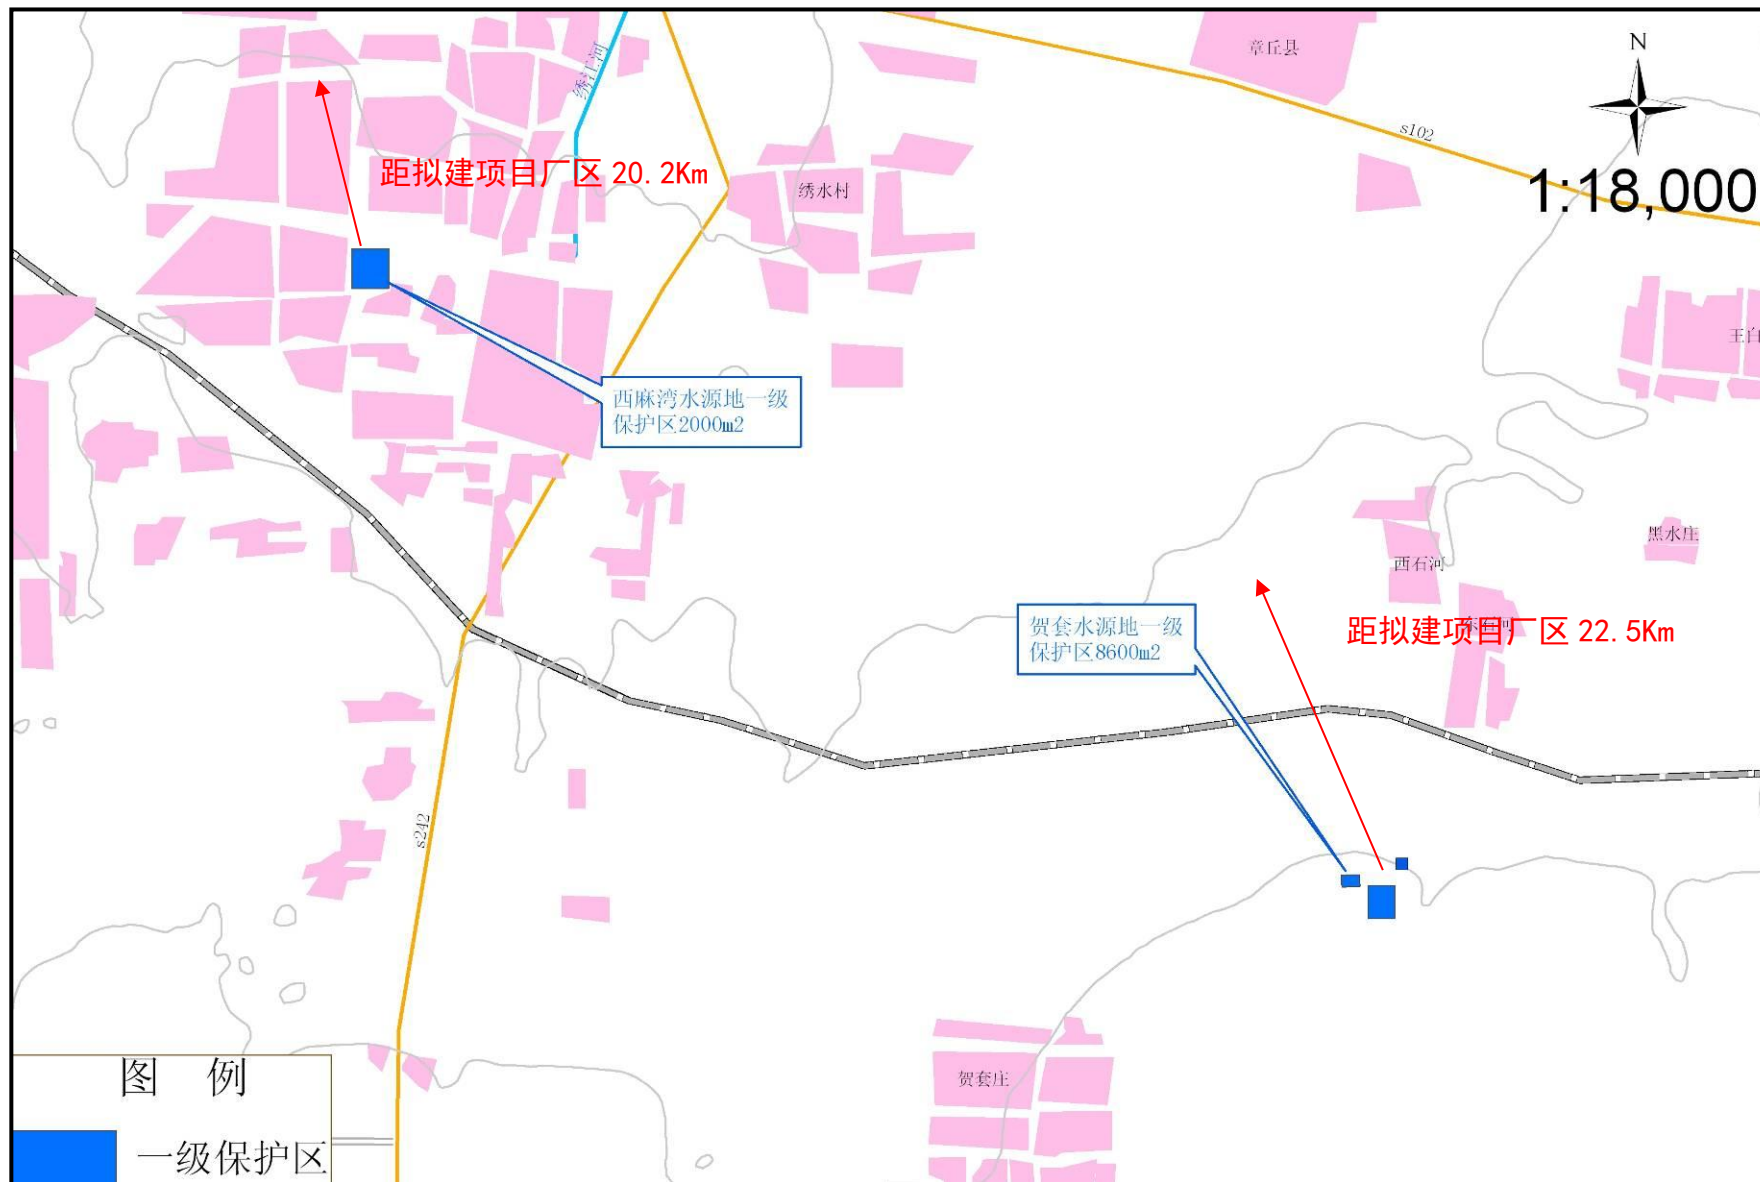 章丘县
N
绣江河
s102
距拟建项目厂区 20.2Km
绣水村
1:18,000
王白
西麻湾水源地一级
保护区2000m2
黑水庄
西石河
贺套水源地一级
保护区8600m2
距拟建项目厂区 22.5Km
s242
图 例
贺套庄
一级保护区